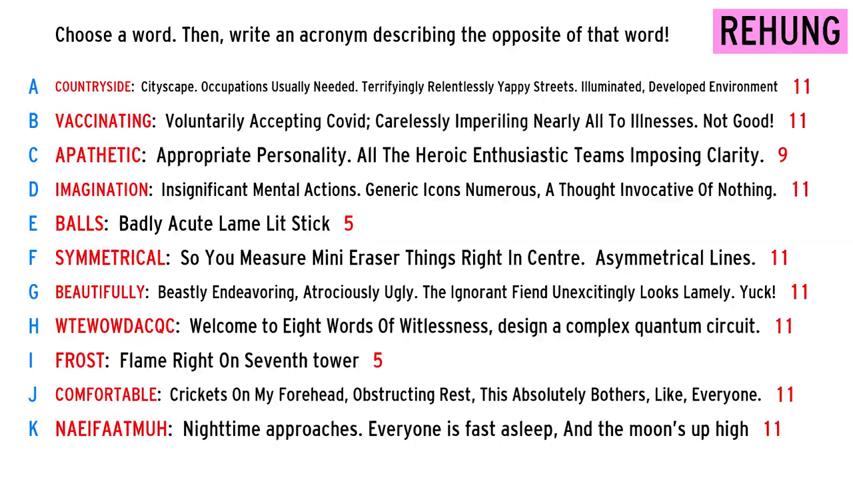 Choose a word. Then, write an acronym describing the opposite of that word!
REHUNG
A COUNTRYSIDE: Cityscape. Occupations Usually Needed. Terrifyingly Relentlessly Yappy Streets. Illuminated, Developed Environment 11
B VACCINATING: Voluntarily Accepting Covid; Carelessly Imperiling Nearly All To Illnesses. Not Good! 11
C APATHETIC: Appropriate Personality. All The Heroic Enthusiastic Teams Imposing Clarity. 9
D IMAGINATION: Insignificant Mental Actions. Generic Icons Numerous, A Thought Invocative Of Nothing. 11
E BALLS: Badly Acute Lame Lit Stick 5
F SYMMETRICAL: So You Measure Mini Eraser Things Right In Centre. Asymmetrical Lines. 11
G BEAUTIFULLY: Beastly Endeavoring, Atrociously Ugly. The Ignorant Fiend Unexcitingly Looks Lamely. Yuck! 11
H WTEWOWDACQC: Welcome to Eight Words Of Witlessness, design a complex quantum circuit. 11
I FROST: Flame Right On Seventh tower 5
J COMFORTABLE: Crickets On My Forehead, Obstructing Rest, This Absolutely Bothers, Like, Everyone. 11
K NAEIFAATMUH: Nighttime approaches. Everyone is fast asleep, And the moon's up high 11